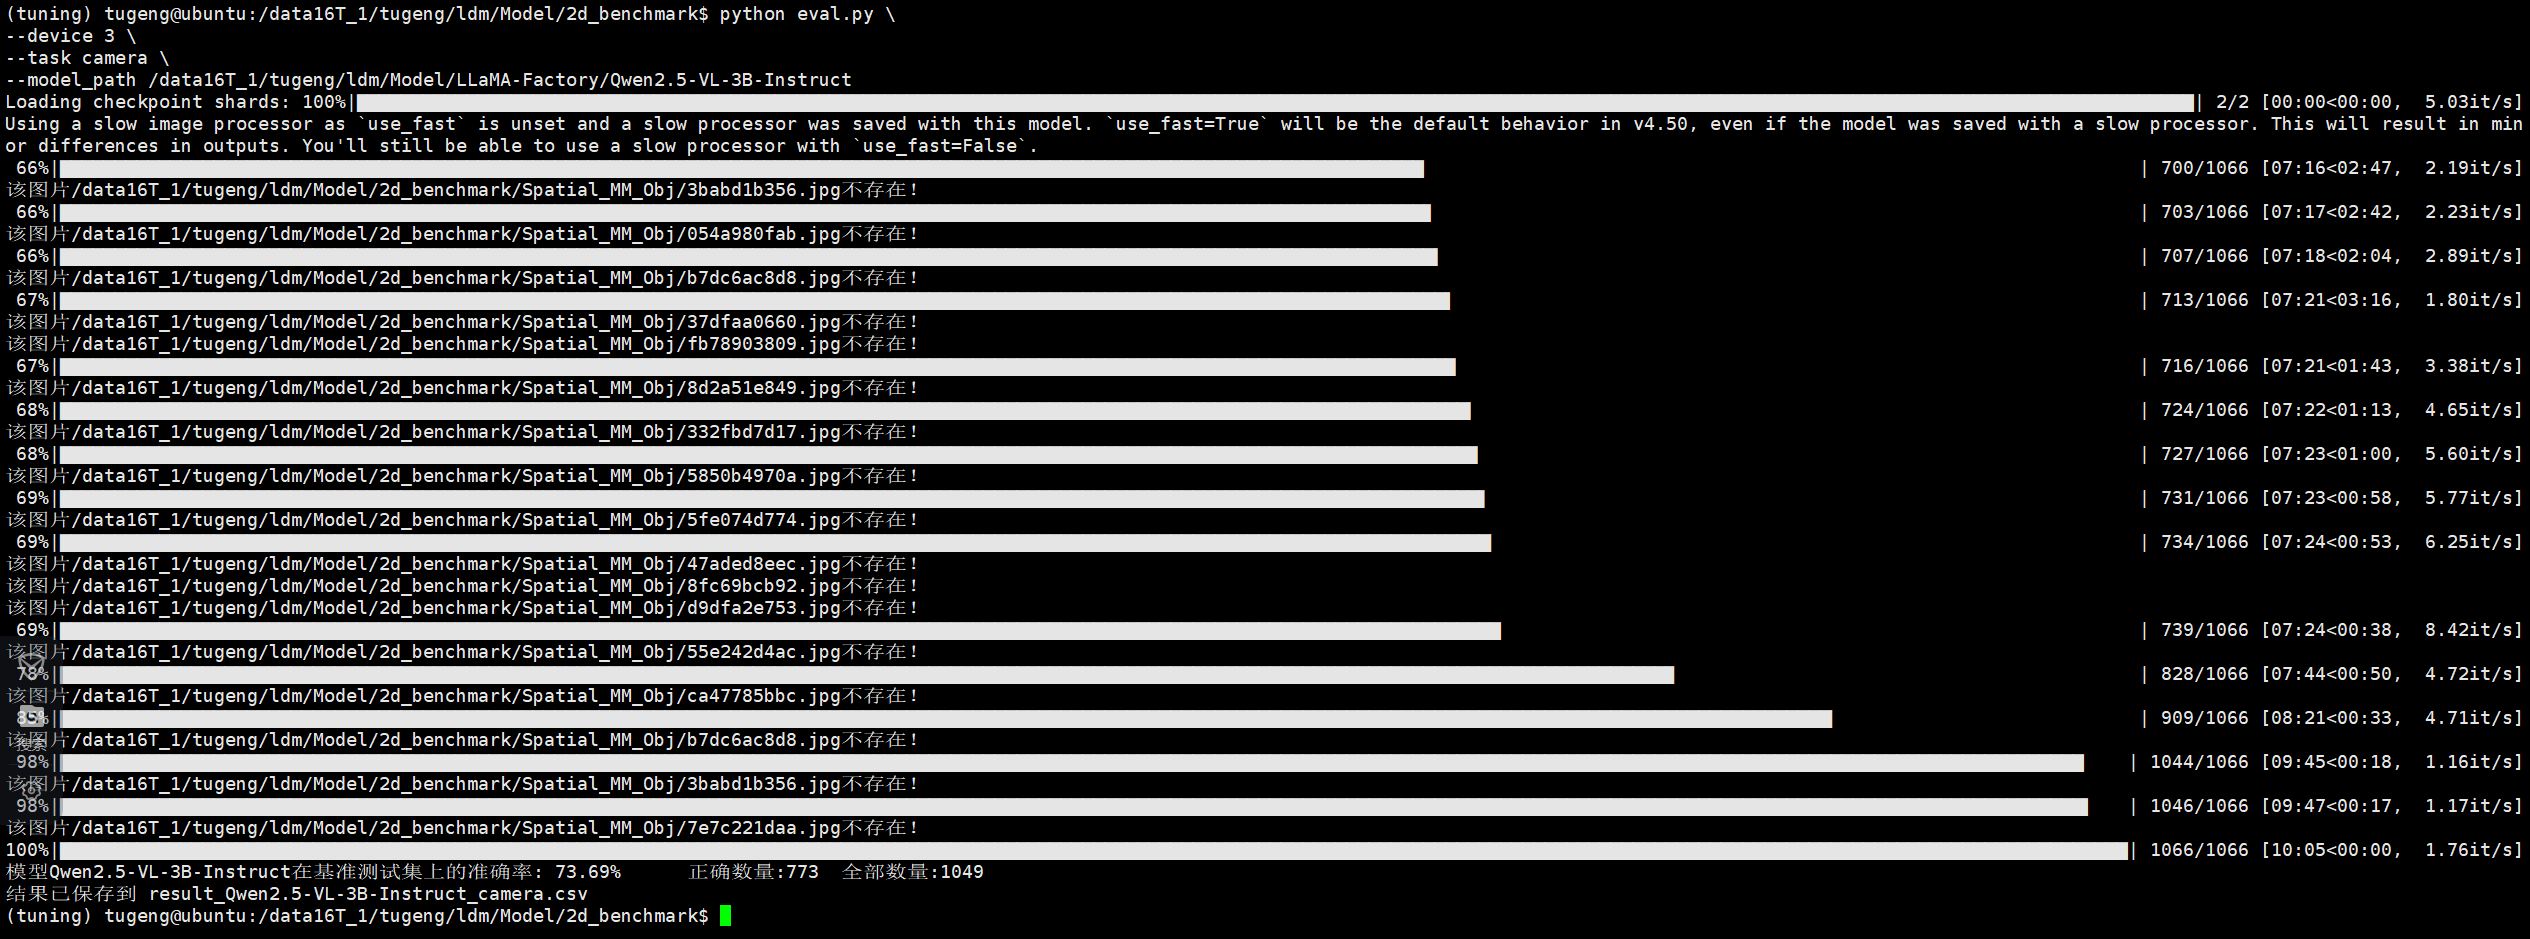 (tuning) tugeng@ubuntu:/data16T_1/tugeng/ldm/Model/2d_benchmark$ python eval.py \
--device 3 \
--task camera \
--model_path /data16T_1/tugeng/ldm/Model/LLaMA-Factory/Qwen2.5-VL-3B-Instruct
Loading checkpoint shards: 100%|| 2/2 [00:00<00:00,  5.03it/s]
Using a slow image processor as `use_fast` is unset and a slow processor was saved with this model. `use_fast=True` will be the default behavior in v4.50, even if the model was saved with a slow processor. This will result in min
or differences in outputs. You'll still be able to use a slow processor with `use_fast=False`.
66%|| 700/1066 [07:16<02:47,  2.19it/s]
该图片/data16T_1/tugeng/ldm/Model/2d_benchmark/Spatial_MM_Obj/3babd1b356.jpg不存在！
66%|| 703/1066 [07:17<02:42,  2.23it/s]
该图片/data16T_1/tugeng/ldm/Model/2d_benchmark/Spatial_MM_Obj/054a980fab.jpg不存在！
66%|| 707/1066 [07:18<02:04,  2.89it/s]
该图片/data16T_1/tugeng/ldm/Model/2d_benchmark/Spatial_MM_Obj/b7dc6ac8d8.jpg不存在！
67%|| 713/1066 [07:21<03:16,  1.80it/s]
该图片/data16T_1/tugeng/ldm/Model/2d_benchmark/Spatial_MM_Obj/37dfaa0660.jpg不存在！
该图片/data16T_1/tugeng/ldm/Model/2d_benchmark/Spatial_MM_Obj/fb78903809.jpg不存在！
67%|| 716/1066 [07:21<01:43,  3.38it/s]
该图片/data16T_1/tugeng/ldm/Model/2d_benchmark/Spatial_MM_Obj/8d2a51e849.jpg不存在！
68%|| 724/1066 [07:22<01:13,  4.65it/s]
该图片/data16T_1/tugeng/ldm/Model/2d_benchmark/Spatial_MM_Obj/332fbd7d17.jpg不存在！
68%|| 727/1066 [07:23<01:00,  5.60it/s]
该图片/data16T_1/tugeng/ldm/Model/2d_benchmark/Spatial_MM_Obj/5850b4970a.jpg不存在！
69%|| 731/1066 [07:23<00:58,  5.77it/s]
该图片/data16T_1/tugeng/ldm/Model/2d_benchmark/Spatial_MM_Obj/5fe074d774.jpg不存在！
69%|| 734/1066 [07:24<00:53,  6.25it/s]
该图片/data16T_1/tugeng/ldm/Model/2d_benchmark/Spatial_MM_Obj/47aded8eec.jpg不存在！
该图片/data16T_1/tugeng/ldm/Model/2d_benchmark/Spatial_MM_Obj/8fc69bcb92.jpg不存在！
该图片/data16T_1/tugeng/ldm/Model/2d_benchmark/Spatial_MM_Obj/d9dfa2e753.jpg不存在！
69%|| 739/1066 [07:24<00:38,  8.42it/s]
该图片/data16T_1/tugeng/ldm/Model/2d_benchmark/Spatial_MM_Obj/55e242d4ac.jpg不存在！
78%|| 828/1066 [07:44<00:50,  4.72it/s]
该图片/data16T_1/tugeng/ldm/Model/2d_benchmark/Spatial_MM_Obj/ca47785bbc.jpg不存在！
85%|| 909/1066 [08:21<00:33,  4.71it/s]
该图片/data16T_1/tugeng/ldm/Model/2d_benchmark/Spatial_MM_Obj/b7dc6ac8d8.jpg不存在！
搜索
98%|| 1044/1066 [09:45<00:18,  1.16it/s]
该图片/data16T_1/tugeng/ldm/Model/2d_benchmark/Spatial_MM_Obj/3babd1b356.jpg不存在！
98%|| 1046/1066 [09:47<00:17,  1.17it/s]
该图片/data16T_1/tugeng/ldm/Model/2d_benchmark/Spatial_MM_Obj/7e7c221daa.jpg不存在！
100%|| 1066/1066 [10:05<00:00,  1.76it/s]
模型Qwen2.5-VL-3B-Instruct在基准测试集上的准确率: 73.69%      正确数量:773  全部数量:1049
结果已保存到 result_Qwen2.5-VL-3B-Instruct_camera.csv
(tuning) tugeng@ubuntu:/data16T_1/tugeng/ldm/Model/2d_benchmark$